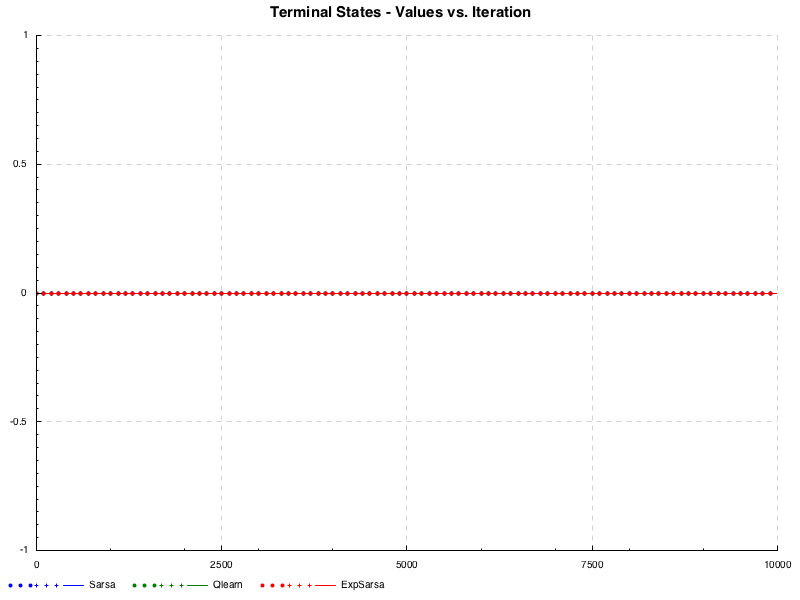 Terminal States - Values vs. Iteration
1
0.5
0
-0.5
-1
0 2500 5000 7500 10000
Sarsa Qlearn ExpSarsa